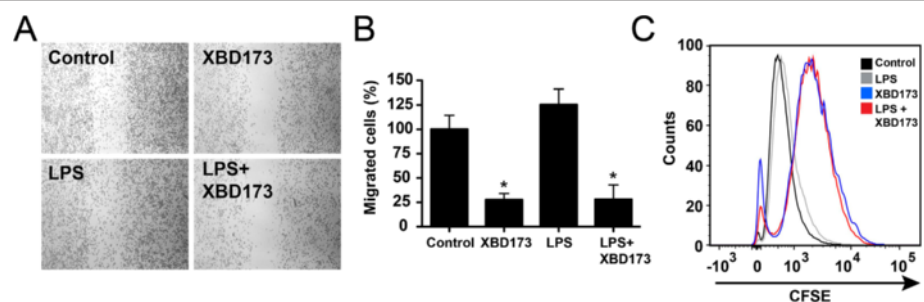 A
Control
XBD173
LPS
LPS+
XBD173
B
Migrated cells (%)
150
125
100
75
50
25
0
*
*
Control
XBD173
LPS
LPS+
XBD173
C
Counts
100
80
60
40
20
0
Control
LPS
XBD173
LPS +
XBD173
-10³
0
10³
10⁴
10⁵
CFSE